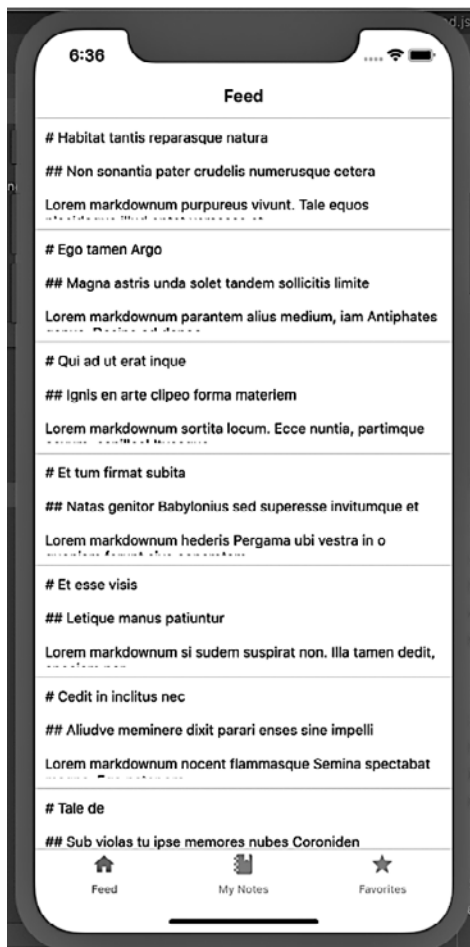 d.js
6:36
Feed
# Habitat tantis reparasque natura
## Non sonantia pater crudelis numerusque cetera
Lorem markdownum purpureus vivunt. Tale equos
# Ego tamen Argo
## Magna astris unda solet tandem sollicitis limite
Lorem markdownum parantem alius medium, iam Antiphates
# Qui ad ut erat inque
## Ignis en arte clipeo forma materiem
Lorem markdownum sortita locum. Ecce nuntia, partimque
# Et tum firmat subita
## Natas genitor Babylonius sed superesse invitumque et
Lorem markdownum hederis Pergama ubi vestra in o
# Et esse visis
## Letique manus patiuntur
Lorem markdownum si sudem suspirat non. Illa tamen dedit,
# Cedit in inclitus nec
## Aliudve meminere dixit parari enses sine impelli
Lorem markdownum nocent flammasque Semina spectabat
# Tale de
## Sub violas tu ipse memores nubes Coroniden
Feed
My Notes
Favorites